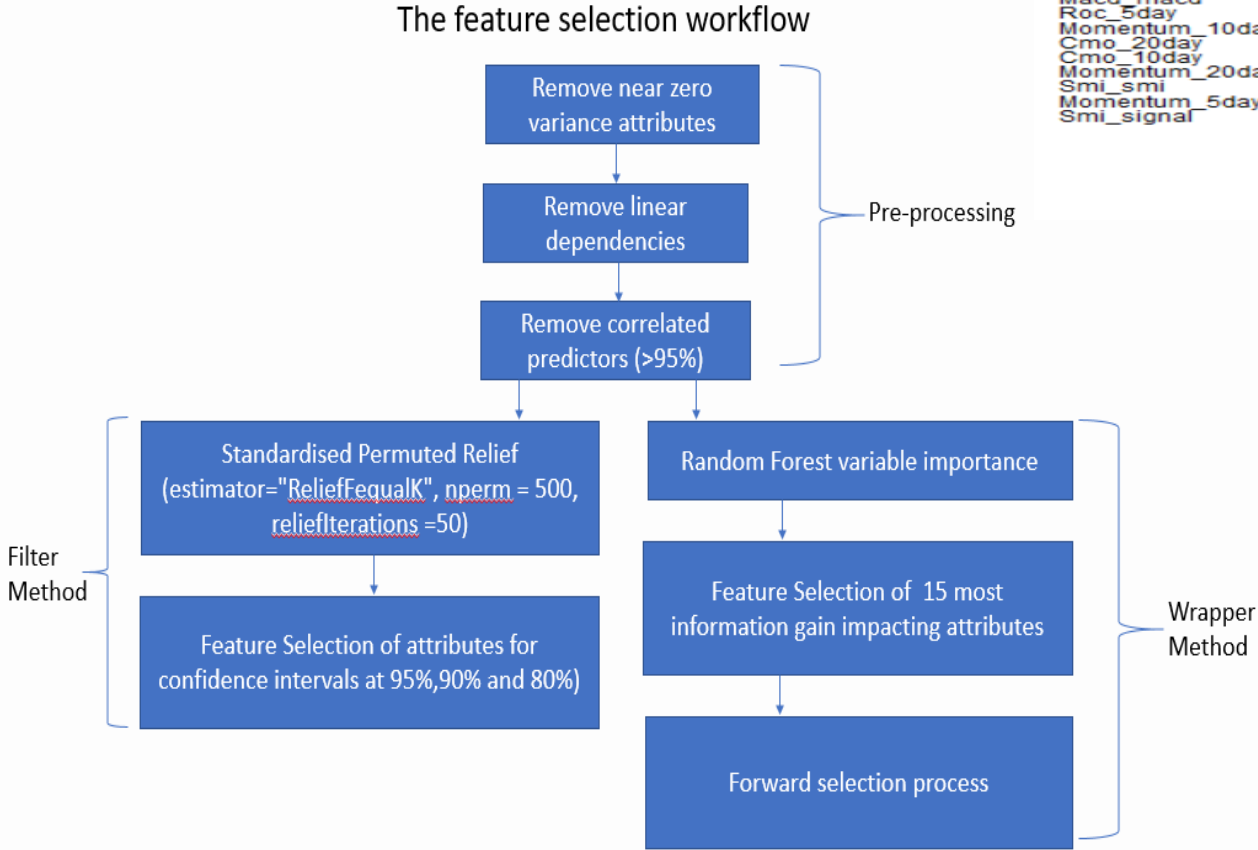 The feature selection workflow
Macd_macd
Roc_5day
Momentum_10da
Cmo_20day
Cmo_10day
Momentum_20da
Smi_smi
Momentum_5day
Smi_signal
Remove near zero
variance attributes
Remove linear
dependencies
Pre-processing
Remove correlated
predictors (>95%)
Standardised Permuted Relief
(estimator="ReliefFequalK", nperm = 500,
reliefIterations =50)
Filter
Method
Feature Selection of attributes for
confidence intervals at 95%,90% and 80%)
Random Forest variable importance
Feature Selection of  15 most
information gain impacting attributes
Wrapper
Method
Forward selection process